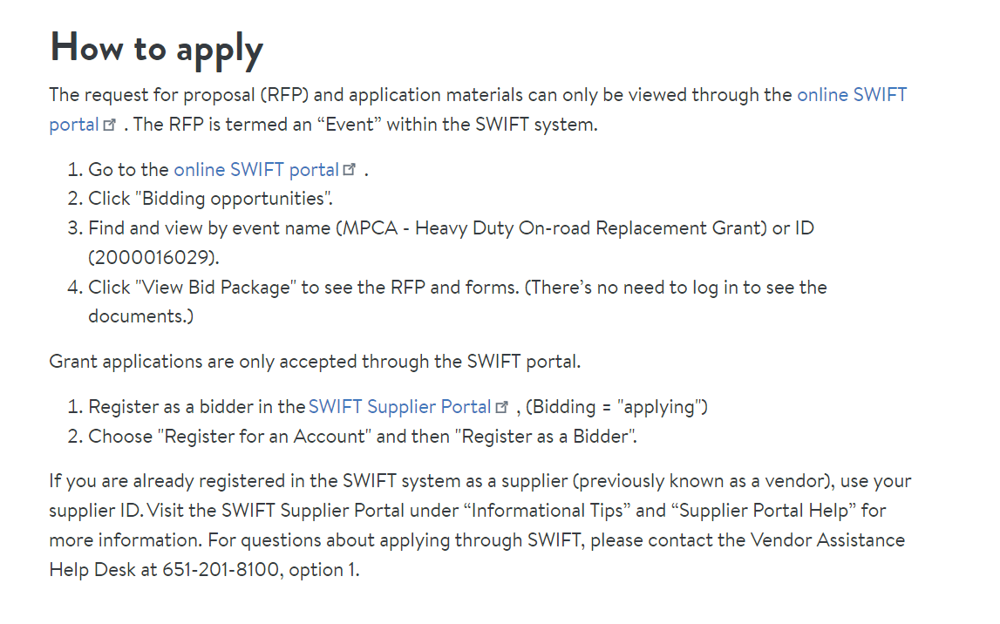 How to apply
The request for proposal (RFP) and application materials can only be viewed through the online SWIFT
portal . The RFP is termed an “Event” within the SWIFT system.
1. Go to the online SWIFT portal .
2. Click "Bidding opportunities".
3. Find and view by event name (MPCA - Heavy Duty On-road Replacement Grant) or ID
(2000016029).
4. Click "View Bid Package" to see the RFP and forms. (There’s no need to log in to see the
documents.)
Grant applications are only accepted through the SWIFT portal.
1. Register as a bidder in the SWIFT Supplier Portal , (Bidding = "applying")
2. Choose "Register for an Account" and then "Register as a Bidder".
If you are already registered in the SWIFT system as a supplier (previously known as a vendor), use your
supplier ID. Visit the SWIFT Supplier Portal under “Informational Tips” and “Supplier Portal Help” for
more information. For questions about applying through SWIFT, please contact the Vendor Assistance
Help Desk at 651-201-8100, option 1.